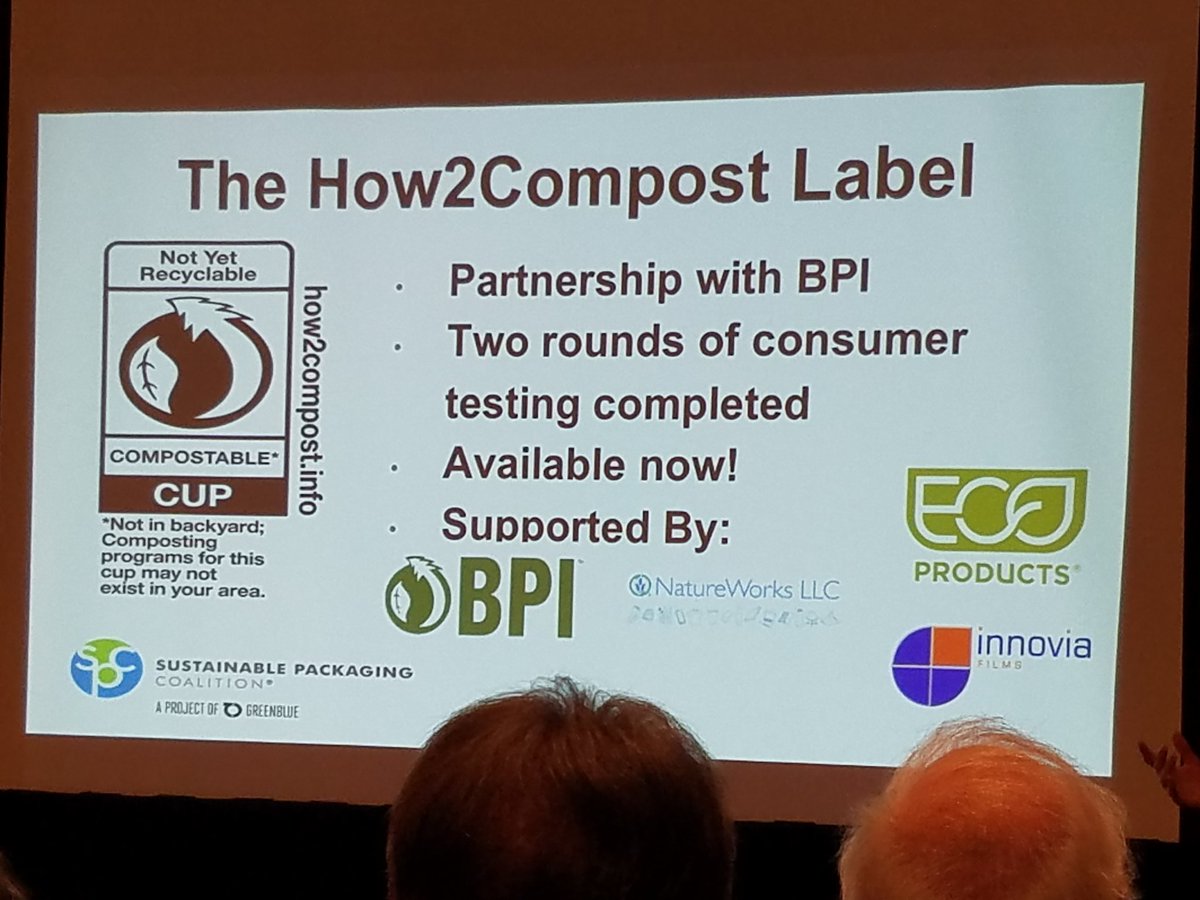 The How2Compost Label
Not Yet
Recyclable
COMPOSTABLE*
CUP
how2compost.info
*Not in backyard;
Composting
programs for this
cup may not
exist in your area.
· Partnership with BPI
· Two rounds of consumer
testing completed
· Available now!
· Supported By:
BPI
NatureWorks LLC
ECO
PRODUCTS®
innovia
FILMS
SPC
SUSTAINABLE PACKAGING
COALITION®
A PROJECT OF GREENBLUE